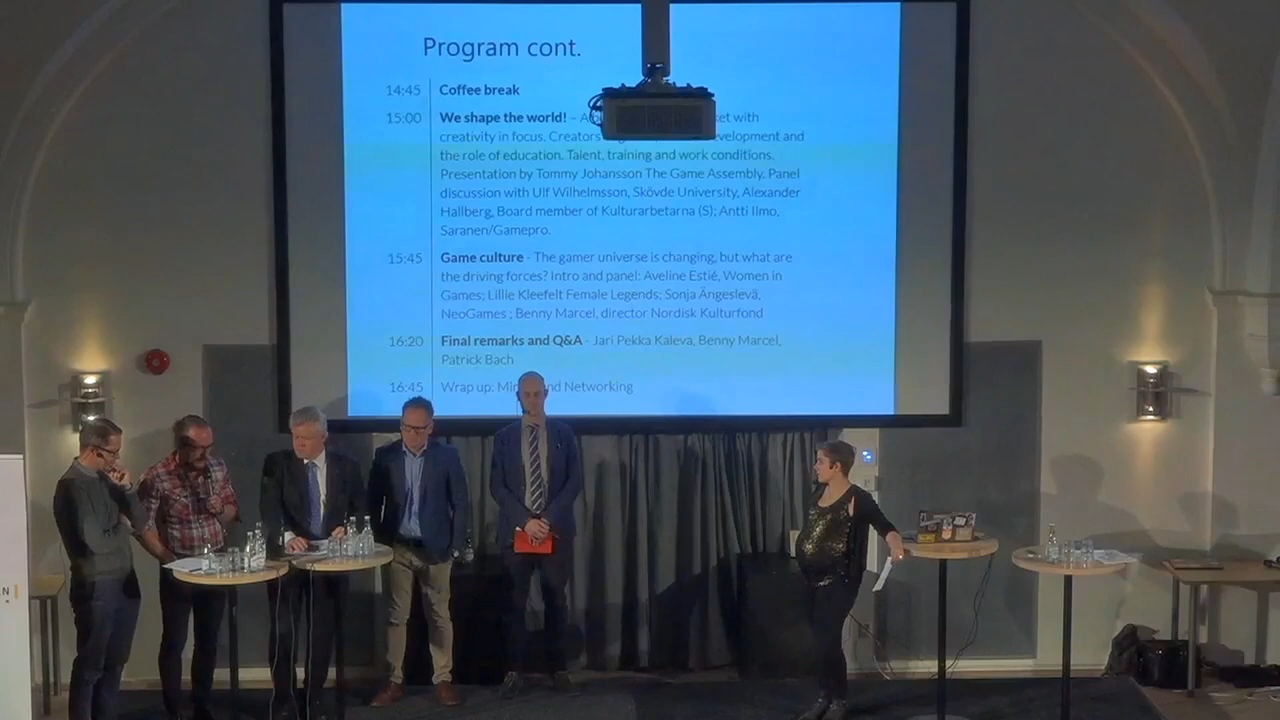 Program cont.
14:45 Coffee break
15:00 We shape the world! – A ket with
creativity in focus. Creators velopment and
the role of education. Talent, training and work conditions.
Presentation by Tommy Johansson The Game Assembly. Panel
discussion with Ulf Wilhelmsson, Skövde University, Alexander
Hallberg, Board member of Kulturarbetarna (S); Antti Ilmo,
Saranen/Gamepro.
15:45 Game culture - The gamer universe is changing, but what are
the driving forces? Intro and panel: Aveline Estié, Women in
Games; Lillie Kleefelt Female Legends; Sonja Ängeslevä,
NeoGames ; Benny Marcel, director Nordisk Kulturfond
16:20 Final remarks and Q&A - Jari Pekka Kaleva, Benny Marcel,
Patrick Bach
16:45 Wrap up: nd Networking
N